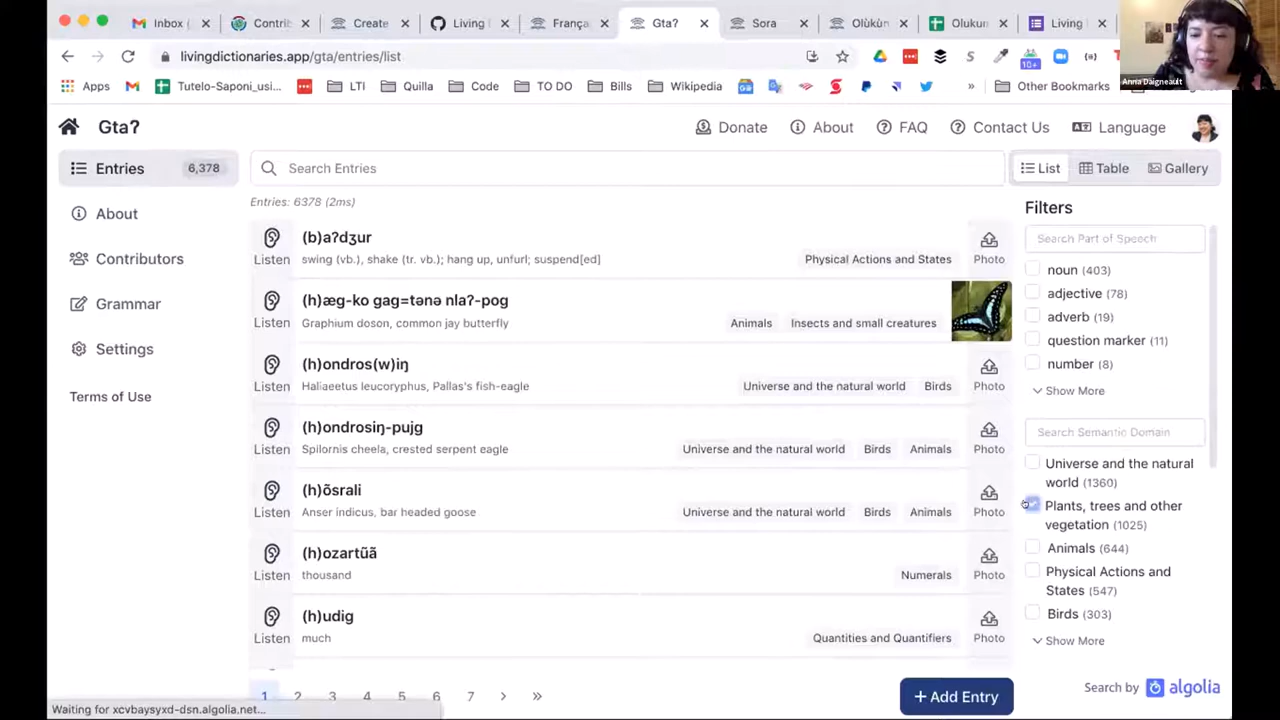 Inbox (
Contrib
Create
Living
França
Gta?
Sora
Olùkùn
Olukun
Living
livingdictionaries.app/gta/entries/list
10+
Anna Daigneault
Apps
Tutelo-Saponi_usi...
LTI
Quilla
Code
TO DO
Bills
Wikipedia
»
Other Bookmarks
Gta?
Donate
About
FAQ
Contact Us
Language
Entries 6,378
Search Entries
List
Table
Gallery
About
Contributors
Grammar
Settings
Terms of Use
Entries: 6378 (2ms)
(b)aʔdʒur
Listen swing (vb.), shake (tr. vb.); hang up, unfurl; suspend[ed] Physical Actions and States Photo
(h)æg-ko gag=tənə nlaʔ-pog
Listen Graphium doson, common jay butterfly Animals Insects and small creatures
(h)ondros(w)iŋ
Listen Haliaeetus leucoryphus, Pallas's fish-eagle Universe and the natural world Birds Photo
(h)ondrosiŋ-pujg
Listen Spilornis cheela, crested serpent eagle Universe and the natural world Birds Animals Photo
(h)õsrali
Listen Anser indicus, bar headed goose Universe and the natural world Birds Animals Photo
(h)ozartũã
Listen thousand Numerals Photo
(h)udig
Listen much Quantities and Quantifiers Photo
1 2 3 4 5 6 7 › »
+ Add Entry
Filters
Search Part of Speech
noun (403)
adjective (78)
adverb (19)
question marker (11)
number (8)
Show More
Search Semantic Domain
Universe and the natural
world (1360)
Plants, trees and other
vegetation (1025)
Animals (644)
Physical Actions and
States (547)
Birds (303)
Show More
Search by algolia
Waiting for xcvbaysyxd-dsn.algolia.net...